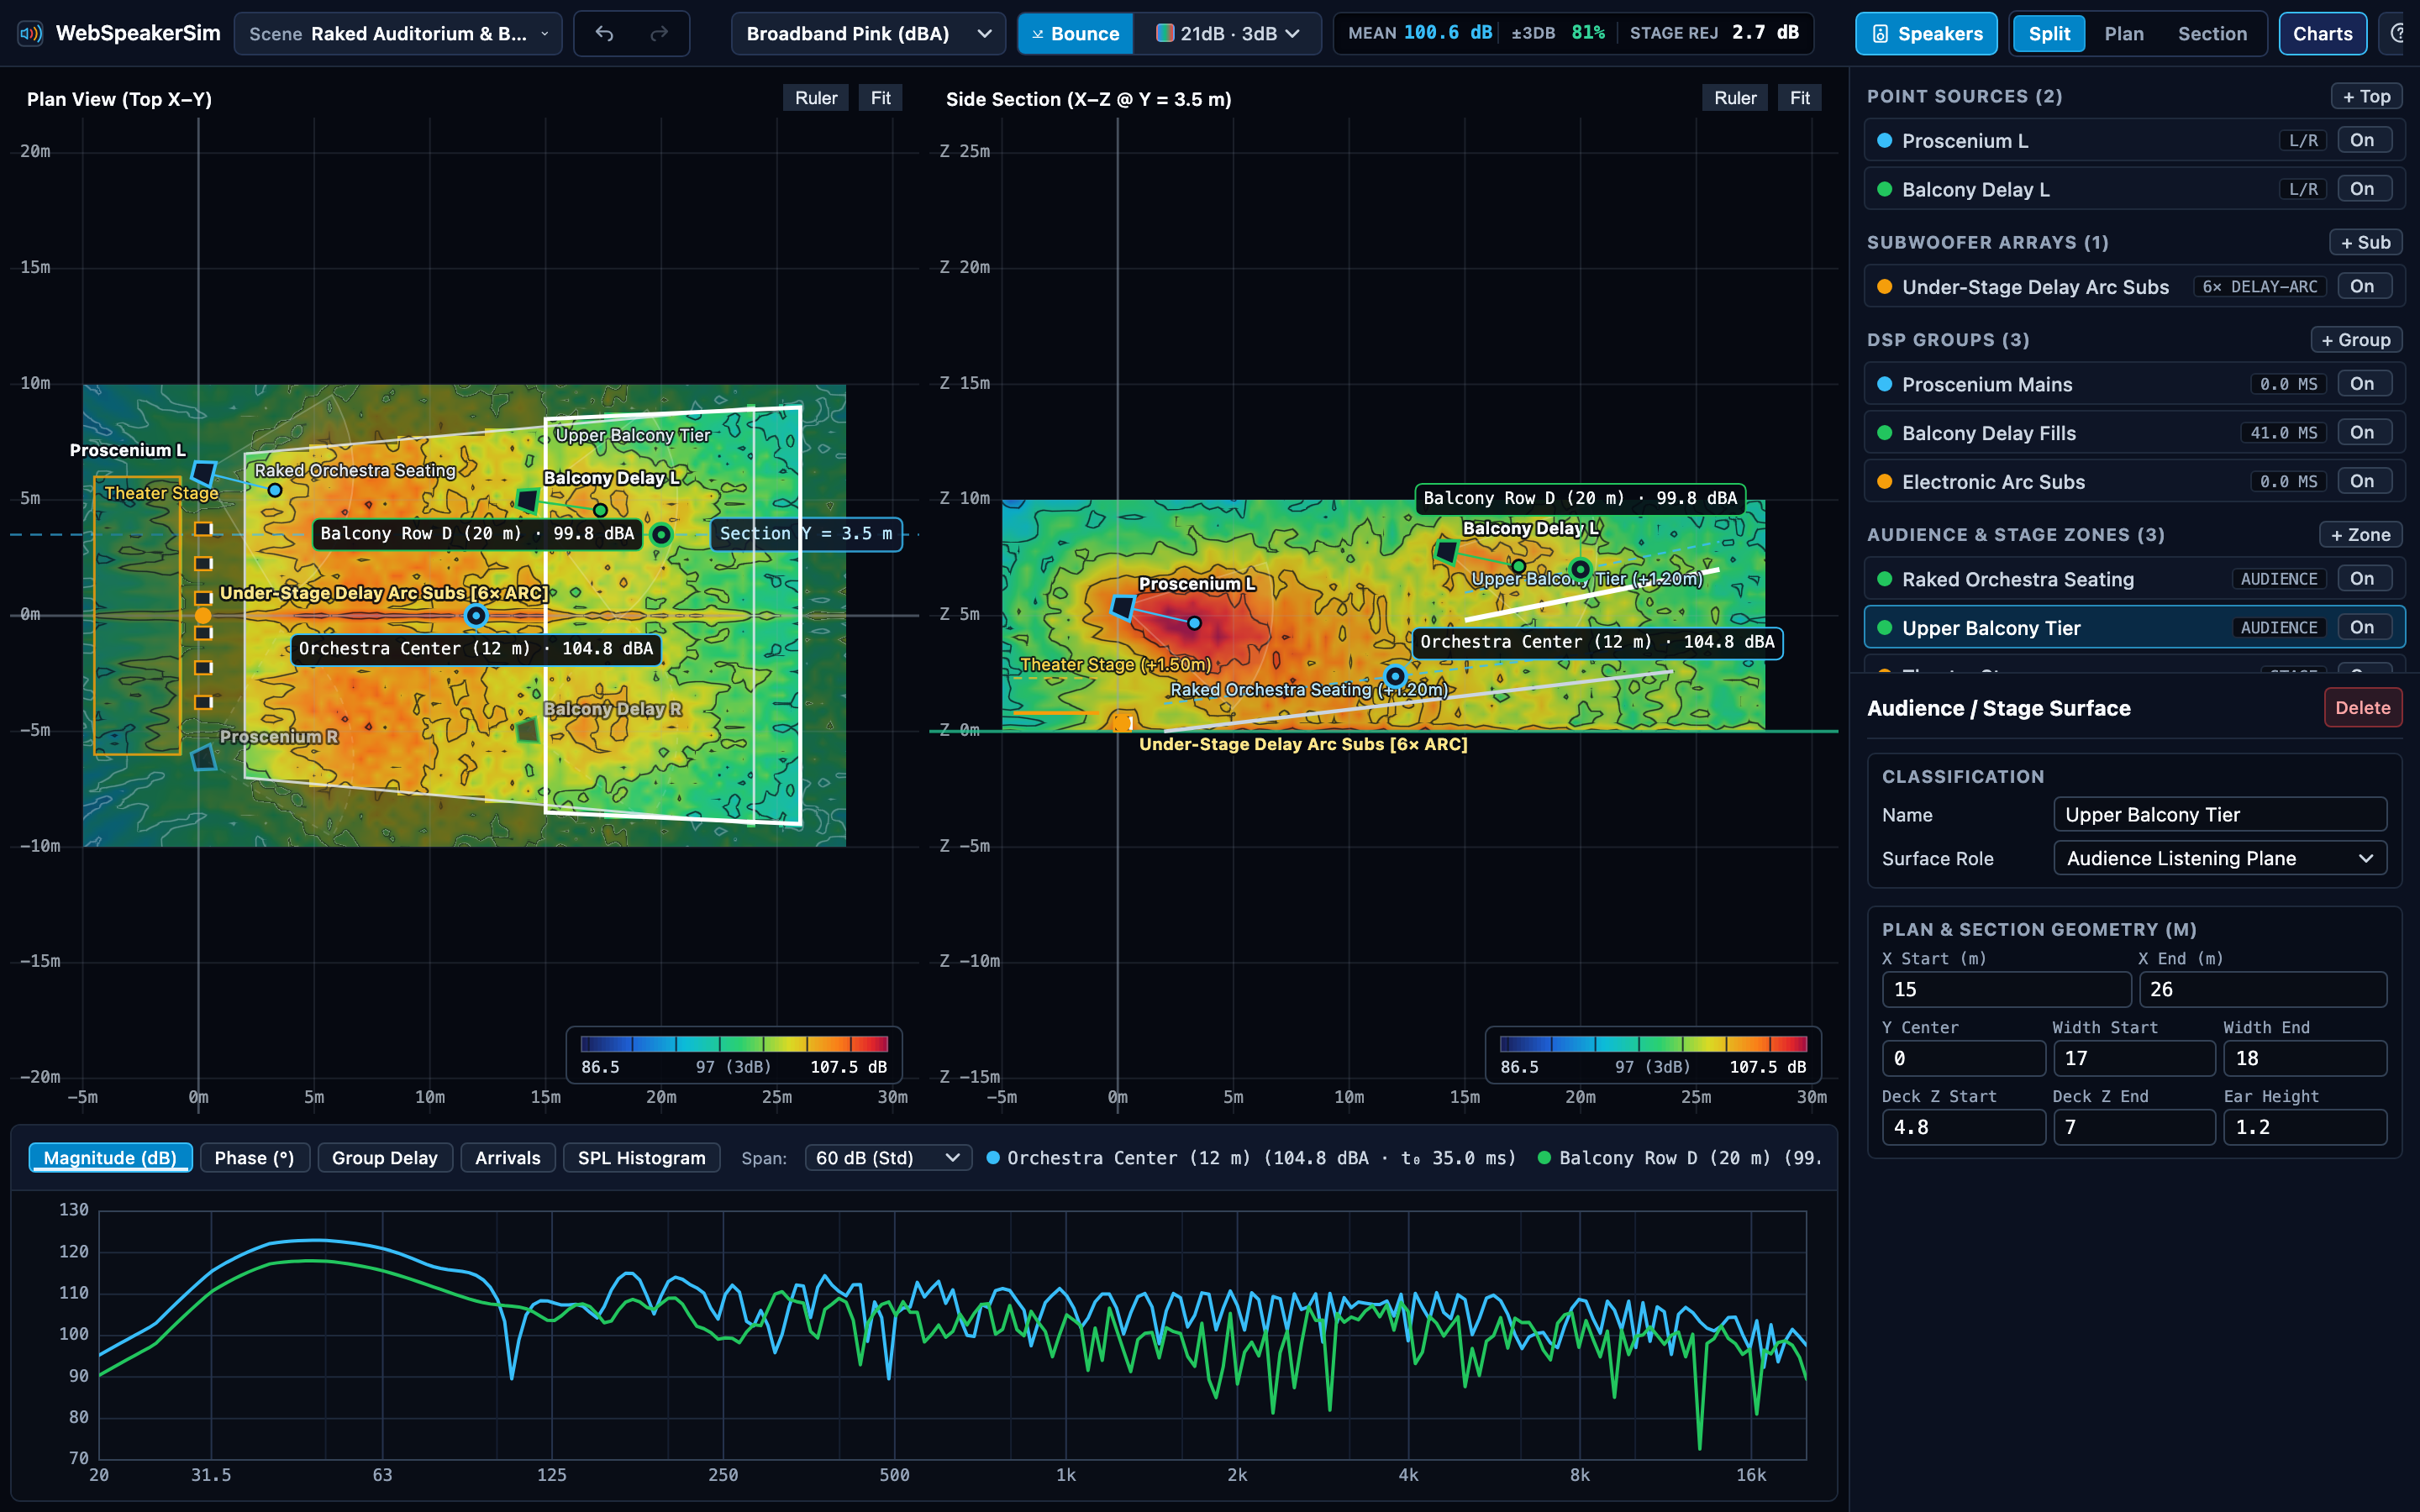 WebSpeakerSim
Scene Raked Auditorium & B...
Broadband Pink (dBA)
Bounce
21dB · 3dB
MEAN 100.6 dB ±3DB 81% STAGE REJ 2.7 dB
Speakers
Split
Plan
Section
Charts
Plan View (Top X–Y)
Ruler
Fit
20m
15m
10m
5m
0m
−5m
−10m
−15m
−20m
−5m 0m 5m 10m 15m 20m 25m 30m
Proscenium L
Theater Stage
Raked Orchestra Seating
Upper Balcony Tier
Balcony Delay L
Balcony Row D (20 m) · 99.8 dBA
Section Y = 3.5 m
Under-Stage Delay Arc Subs [6× ARC]
Orchestra Center (12 m) · 104.8 dBA
Balcony Delay R
Proscenium R
86.5 97 (3dB) 107.5 dB
Side Section (X–Z @ Y = 3.5 m)
Ruler
Fit
Z 25m
Z 20m
Z 15m
Z 10m
Z 5m
Z 0m
Z −5m
Z −10m
Z −15m
−5m 0m 5m 10m 15m 20m 25m 30m
Balcony Row D (20 m) · 99.8 dBA
Balcony Delay L
Upper Balcony Tier (+1.20m)
Proscenium L
Orchestra Center (12 m) · 104.8 dBA
Theater Stage (+1.50m)
Raked Orchestra Seating (+1.20m)
Under-Stage Delay Arc Subs [6× ARC]
86.5 97 (3dB) 107.5 dB
Magnitude (dB)
Phase (°)
Group Delay
Arrivals
SPL Histogram
Span: 60 dB (Std)
Orchestra Center (12 m) (104.8 dBA · t₀ 35.0 ms)
Balcony Row D (20 m) (99.
130
120
110
100
90
80
70
20 31.5 63 125 250 500 1k 2k 4k 8k 16k
POINT SOURCES (2) + Top
Proscenium L L/R On
Balcony Delay L L/R On
SUBWOOFER ARRAYS (1) + Sub
Under-Stage Delay Arc Subs 6× DELAY-ARC On
DSP GROUPS (3) + Group
Proscenium Mains 0.0 MS On
Balcony Delay Fills 41.0 MS On
Electronic Arc Subs 0.0 MS On
AUDIENCE & STAGE ZONES (3) + Zone
Raked Orchestra Seating AUDIENCE On
Upper Balcony Tier AUDIENCE On
Audience / Stage Surface Delete
CLASSIFICATION
Name Upper Balcony Tier
Surface Role Audience Listening Plane
PLAN & SECTION GEOMETRY (M)
X Start (m) X End (m)
15 26
Y Center Width Start Width End
0 17 18
Deck Z Start Deck Z End Ear Height
4.8 7 1.2